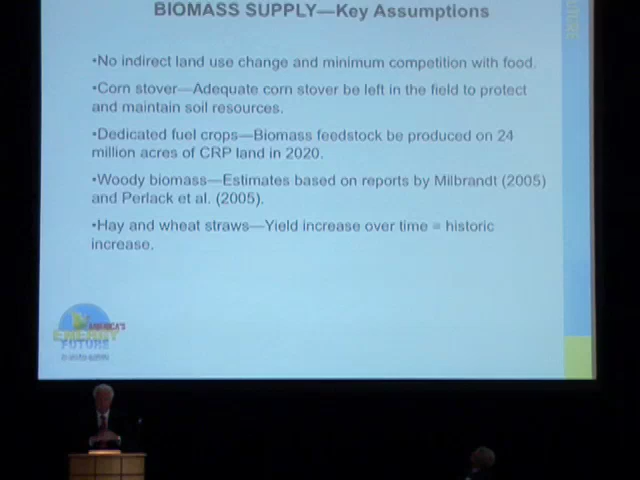 BIOMASS SUPPLY—Key Assumptions
•No indirect land use change and minimum competition with food.
•Corn stover—Adequate corn stover be left in the field to protect
and maintain soil resources.
•Dedicated fuel crops—Biomass feedstock be produced on 24
million acres of CRP land in 2020.
•Woody biomass—Estimates based on reports by Milbrandt (2005)
and Perlack et al. (2005).
•Hay and wheat straws—Yield increase over time = historic
increase.
AMERICA'S
ENERGY
FUTURE